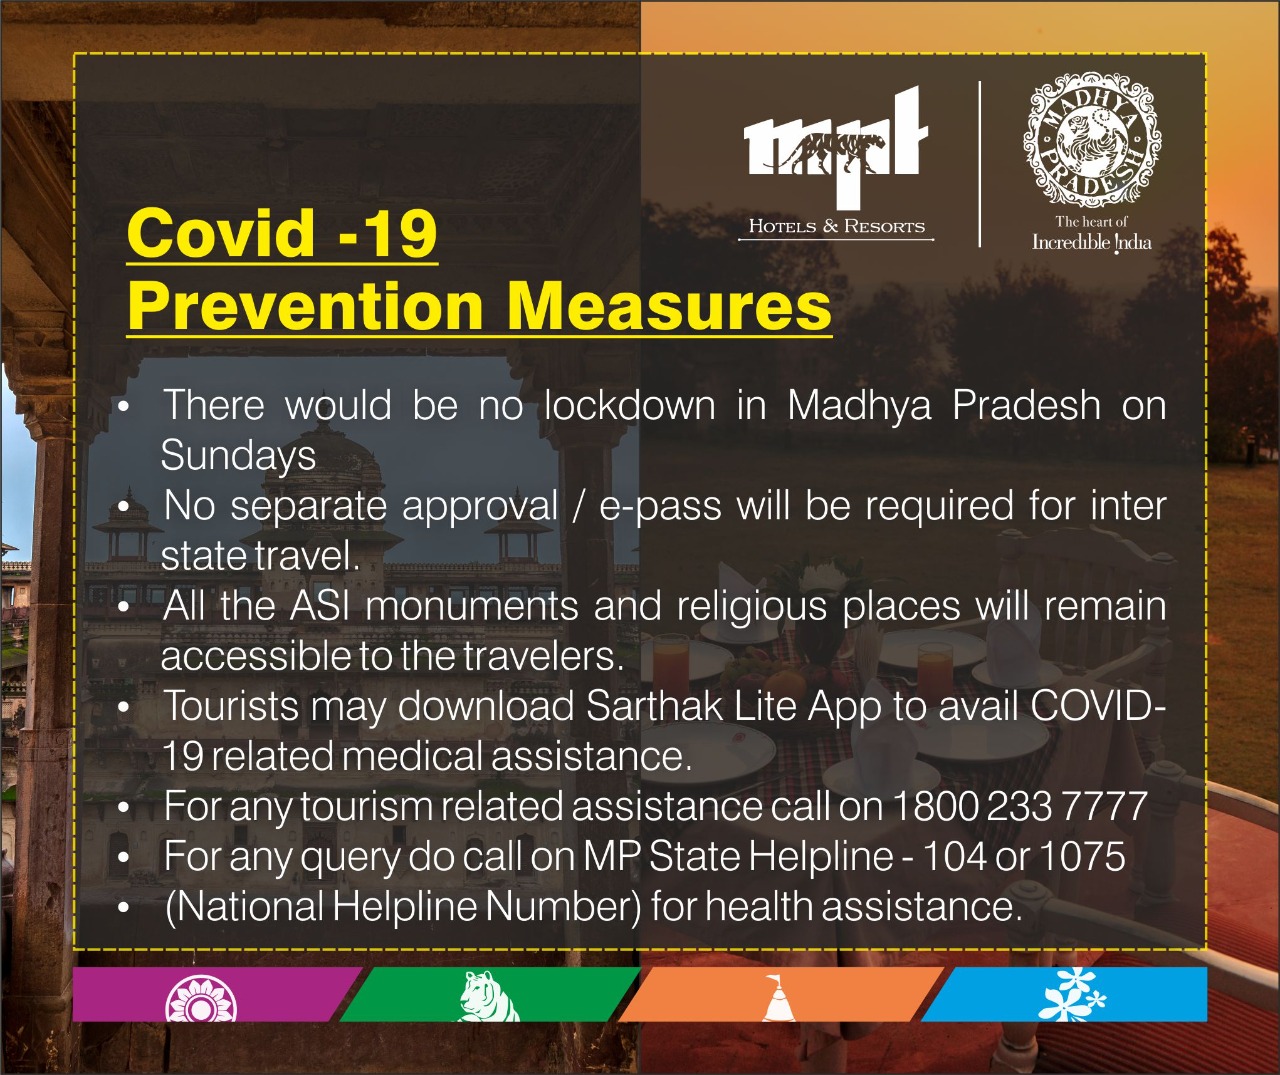 mpt
HOTELS & RESORTS
MADHYA
PRADESH
The heart of
Incredible !ndia
Covid -19
Prevention Measures
• There would be no lockdown in Madhya Pradesh on
Sundays
• No separate approval / e-pass will be required for inter
state travel.
• All the ASI monuments and religious places will remain
accessible to the travelers.
• Tourists may download Sarthak Lite App to avail COVID-
19 related medical assistance.
• For any tourism related assistance call on 1800 233 7777
• For any query do call on MP State Helpline - 104 or 1075
• (National Helpline Number) for health assistance.